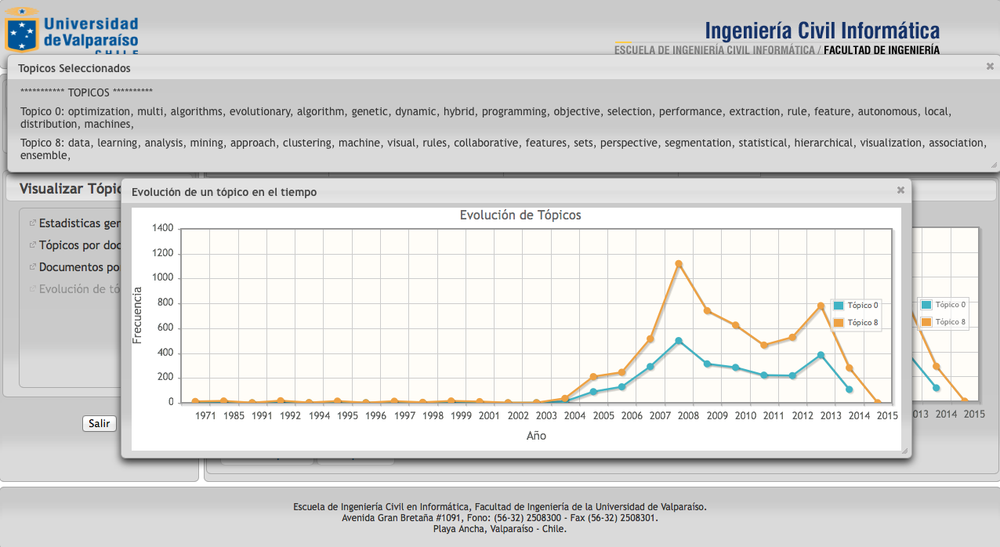 Universidad
de Valparaíso
CHILE
Ingeniería Civil Informática
ESCUELA DE INGENIERÍA CIVIL INFORMÁTICA / FACULTAD DE INGENIERÍA
Topicos Seleccionados
*********** TOPICOS **********
Topico 0: optimization, multi, algorithms, evolutionary, algorithm, genetic, dynamic, hybrid, programming, objective, selection, performance, extraction, rule, feature, autonomous, local,
distribution, machines,
Topico 8: data, learning, analysis, mining, approach, clustering, machine, visual, rules, collaborative, features, sets, perspective, segmentation, statistical, hierarchical, visualization, association,
ensemble,
Visualizar Tópic
Estadisticas ger
Tópicos por doc
Documentos po
Evolución de tó
Salir
Evolución de un tópico en el tiempo
Evolución de Tópicos
1400
1200
1000
800
600
400
200
0
Frecuencia
Tópico 0
Tópico 8
1971 1985 1991 1992 1994 1995 1996 1997 1998 1999 2001 2002 2003 2004 2005 2006 2007 2008 2009 2010 2011 2012 2013 2014 2015
Año
Tópico 0
Tópico 8
013 2014 2015
Escuela de Ingeniería Civil en Informática, Facultad de Ingeniería de la Universidad de Valparaíso.
Avenida Gran Bretaña #1091, Fono: (56-32) 2508300 - Fax (56-32) 2508301.
Playa Ancha, Valparaíso - Chile.